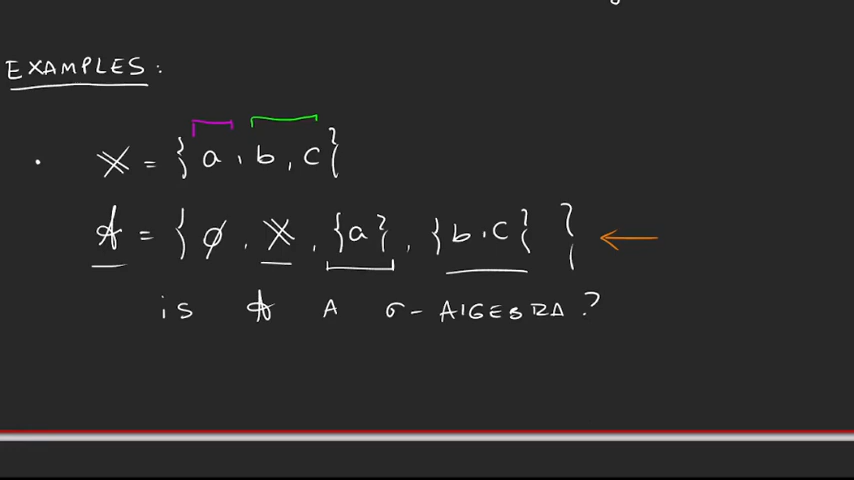 EXAMPLES:
• X = {a, b, c}
A = {∅, X, {a}, {b, c}} ←
is A A σ-ALGEBRA?